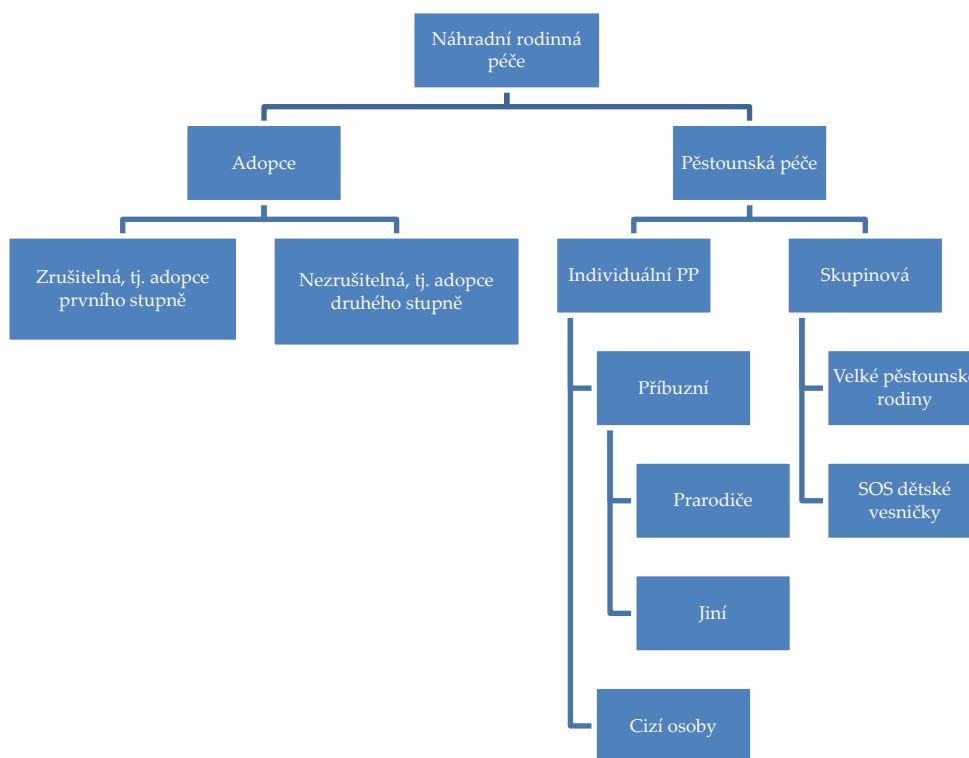 Náhradní rodinná
péče
Adopce
Pěstounská péče
Zrušitelná, tj. adopce
prvního stupně
Nezrušitelná, tj. adopce
druhého stupně
Individuální PP
Skupinová
Příbuzní
Velké pěstounské
rodiny
Prarodiče
SOS dětské
vesničky
Jiní
Cizí osoby